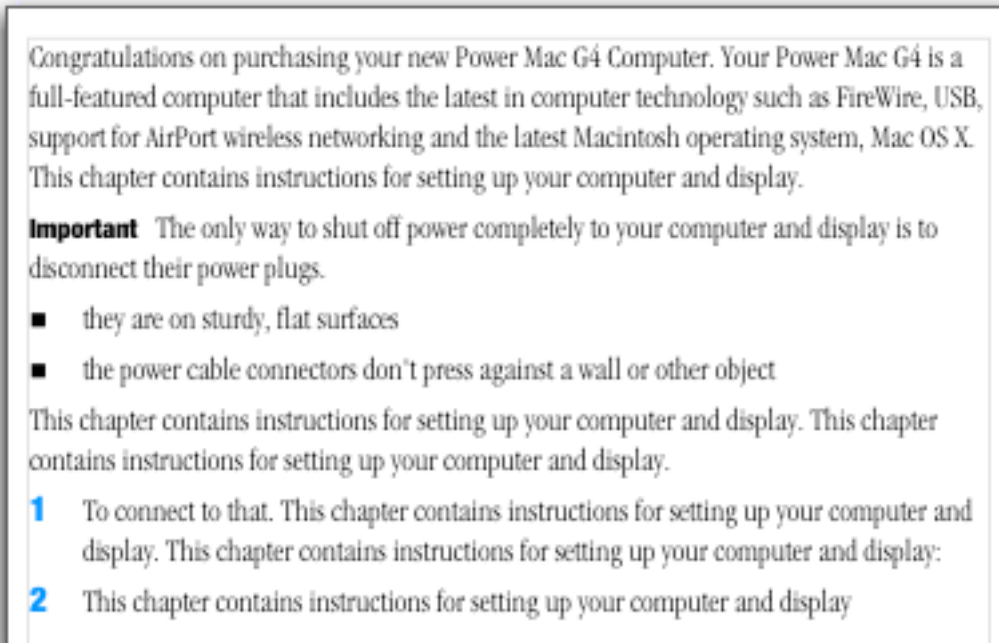 Congratulations on purchasing your new Power Mac G4 Computer. Your Power Mac G4 is a
full-featured computer that includes the latest in computer technology such as FireWire, USB,
support for AirPort wireless networking and the latest Macintosh operating system, Mac OS X.
This chapter contains instructions for setting up your computer and display.
Important The only way to shut off power completely to your computer and display is to
disconnect their power plugs.
■ they are on sturdy, flat surfaces
■ the power cable connectors don't press against a wall or other object
This chapter contains instructions for setting up your computer and display. This chapter
contains instructions for setting up your computer and display.
1 To connect to that. This chapter contains instructions for setting up your computer and
display. This chapter contains instructions for setting up your computer and display:
2 This chapter contains instructions for setting up your computer and display